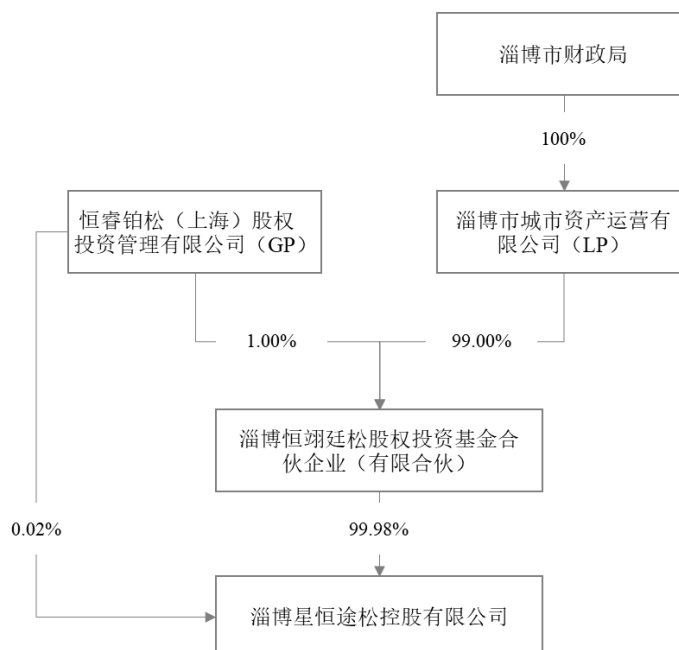 淄博市财政局
100%
恒睿铂松（上海）股权
投资管理有限公司（GP）
淄博市城市资产运营有
限公司（LP）
1.00%
99.00%
淄博恒翊廷松股权投资基金合
伙企业（有限合伙）
0.02%
99.98%
淄博星恒途松控股有限公司